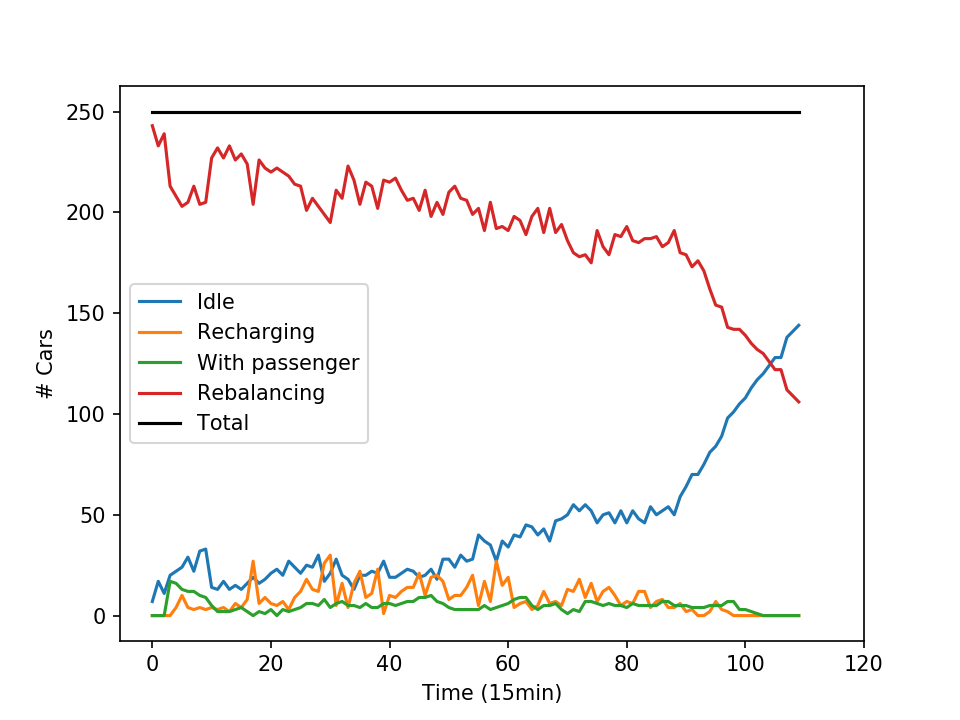 250
200
150
100
50
0
# Cars
Idle
Recharging
With passenger
Rebalancing
Total
0 20 40 60 80 100 120
Time (15min)